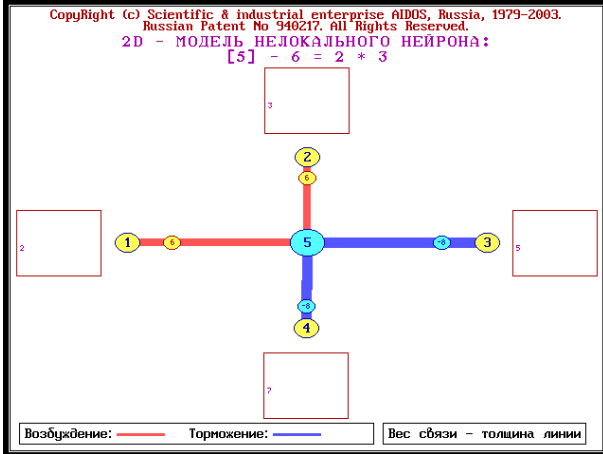 CopyRight (c) Scientific & industrial enterprise AIDOS, Russia, 1979-2003.
Russian Patent No 940217. All Rights Reserved.
2D - МОДЕЛЬ НЕЛОКАЛЬНОГО НЕЙРОНА:
[5] - 6 = 2 * 3
3
2
6
2
1
6
5
-8
3
5
-8
4
7
Возбуждение:
Торможение:
Вес связи - толщина линии